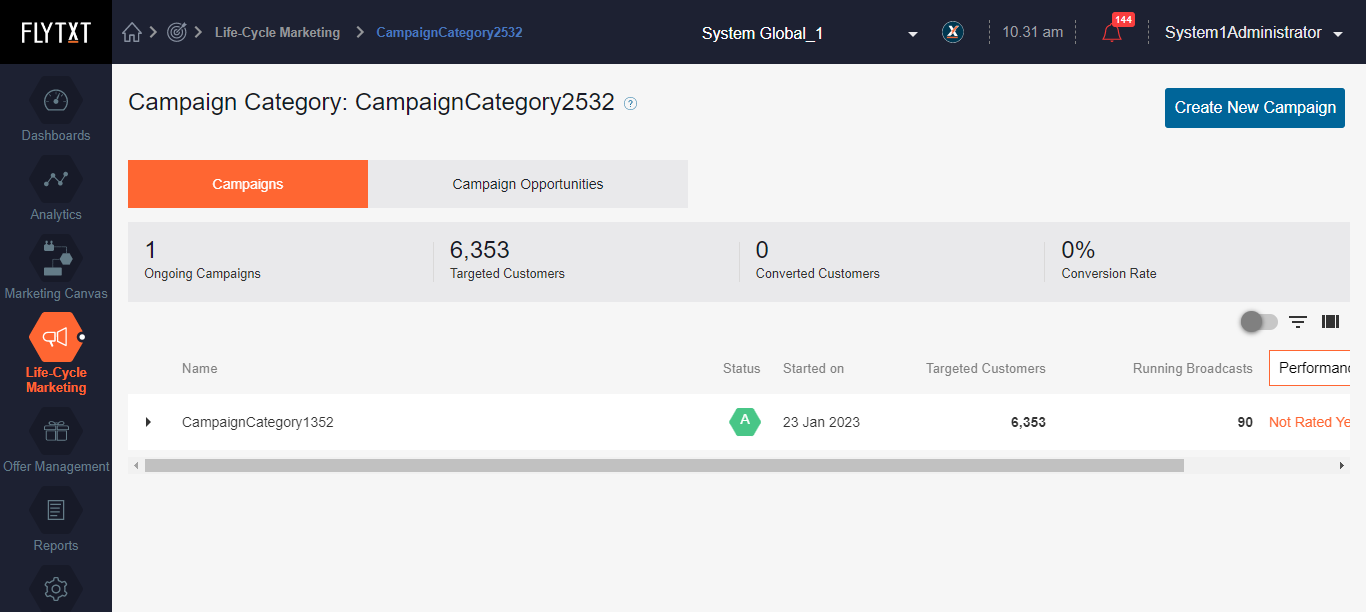 FLYTXT
Life-Cycle Marketing
CampaignCategory2532
System Global_1
X
10.31 am
144
System1Administrator
Dashboards
Analytics
Marketing Canvas
Life-Cycle
Marketing
Offer Management
Reports
Campaign Category: CampaignCategory2532 ?
Create New Campaign
Campaigns
Campaign Opportunities
1
Ongoing Campaigns
6,353
Targeted Customers
0
Converted Customers
0%
Conversion Rate
Name Status Started on Targeted Customers Running Broadcasts Performanc
CampaignCategory1352 A 23 Jan 2023 6,353 90 Not Rated Ye